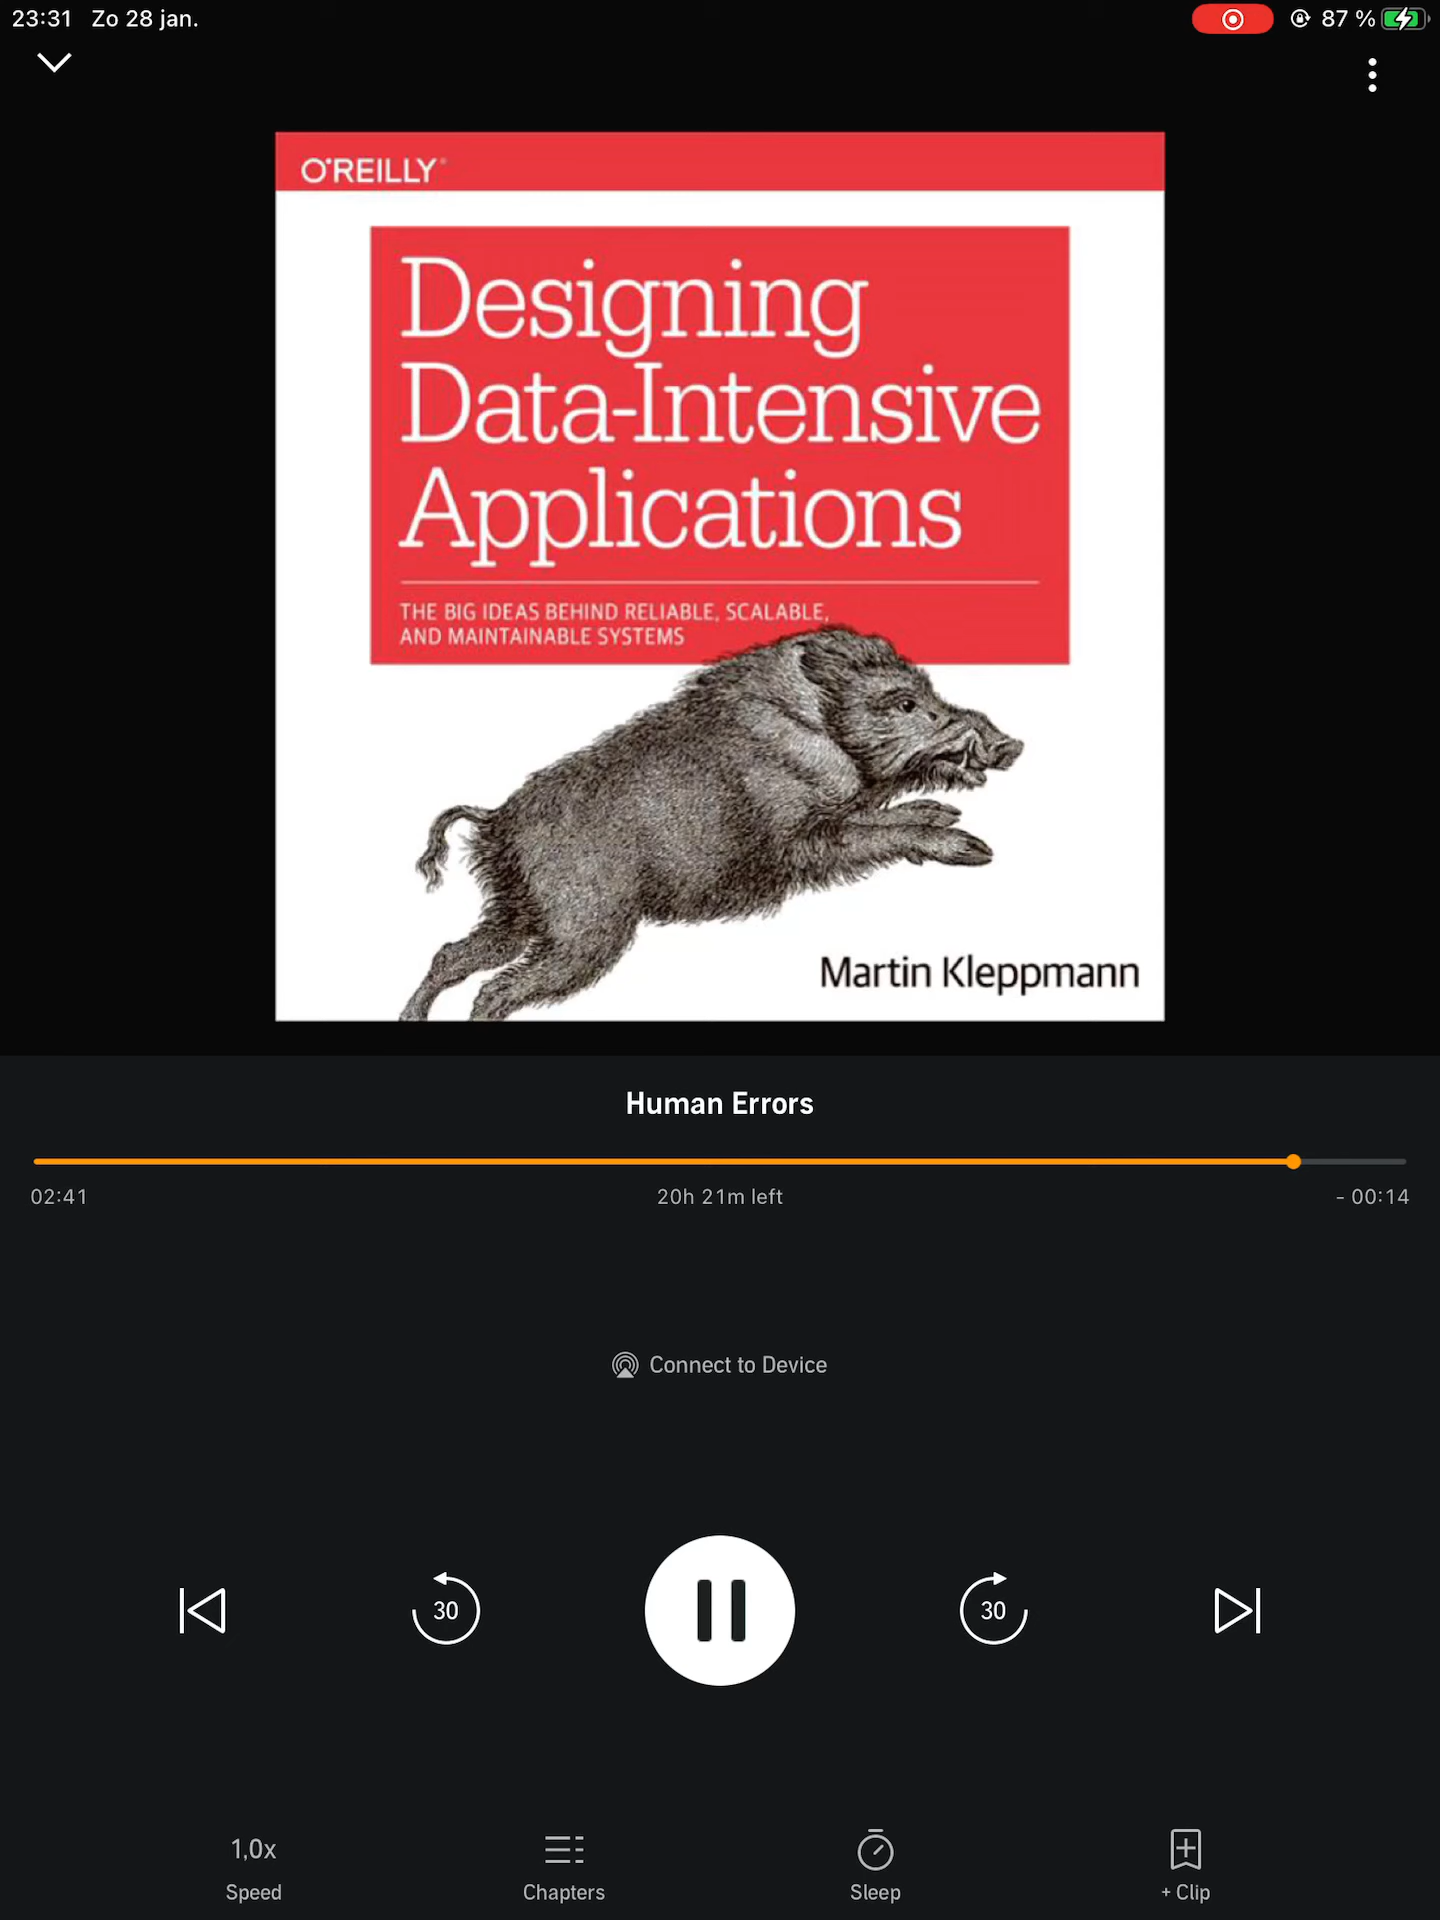 23:31 Zo 28 jan. 87 %
O'REILLY®
Designing
Data-Intensive
Applications
THE BIG IDEAS BEHIND RELIABLE, SCALABLE,
AND MAINTAINABLE SYSTEMS
Martin Kleppmann
Human Errors
02:41 20h 21m left - 00:14
Connect to Device
30 30
1,0x
Speed Chapters Sleep + Clip